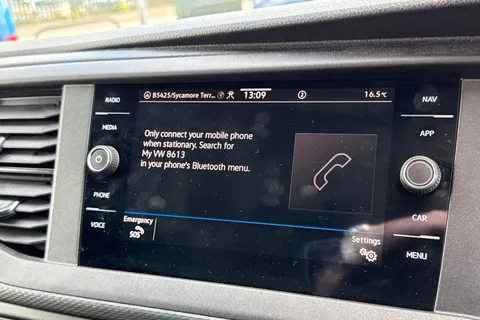 RADIO
MEDIA
PHONE
VOICE
B5425/Sycamore Terr... 13:09 2 16.5°C
Only connect your mobile phone
when stationary. Search for
My VW 8613
in your phone's Bluetooth menu.
Emergency
SOS
Settings
NAV
APP
CAR
MENU